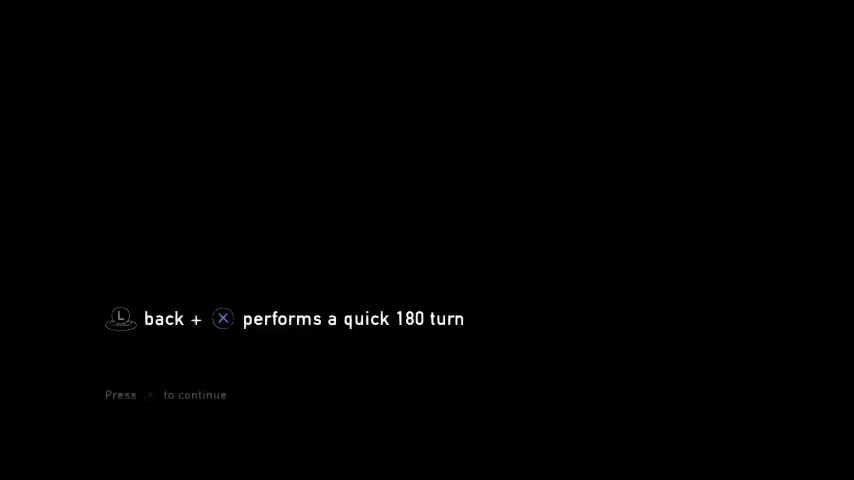 L back + X performs a quick 180 turn
Press X to continue